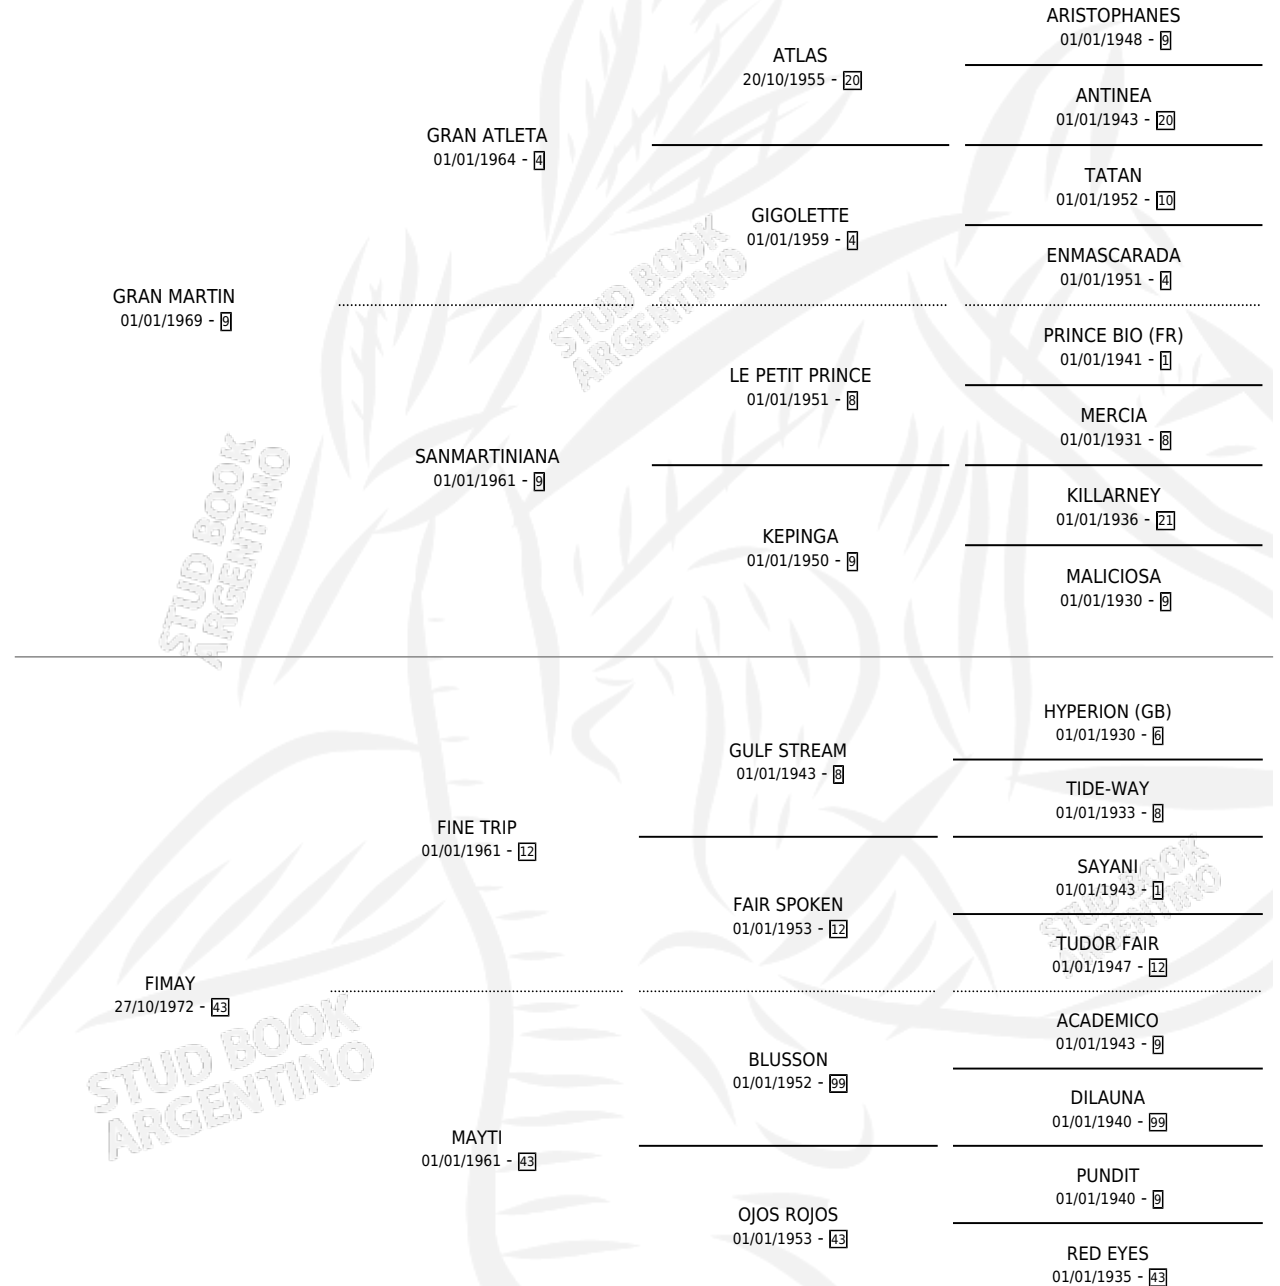 GRAN MARTIN
01/01/1969 - 9
GRAN ATLETA
01/01/1964 - 4
SANMARTINIANA
01/01/1961 - 9
ATLAS
20/10/1955 - 20
GIGOLETTE
01/01/1959 - 4
LE PETIT PRINCE
01/01/1951 - 8
KEPINGA
01/01/1950 - 9
ARISTOPHANES
01/01/1948 - 9
ANTINEA
01/01/1943 - 20
TATAN
01/01/1952 - 10
ENMASCARADA
01/01/1951 - 4
PRINCE BIO (FR)
01/01/1941 - 1
MERCIA
01/01/1931 - 8
KILLARNEY
01/01/1936 - 21
MALICIOSA
01/01/1930 - 9
STUD BOOK
ARGENTINO
STUD BOOK
ARGENTINO
FIMAY
27/10/1972 - 43
FINE TRIP
01/01/1961 - 12
MAYTI
01/01/1961 - 43
GULF STREAM
01/01/1943 - 8
FAIR SPOKEN
01/01/1953 - 12
BLUSSON
01/01/1952 - 99
OJOS ROJOS
01/01/1953 - 43
HYPERION (GB)
01/01/1930 - 6
TIDE-WAY
01/01/1933 - 8
SAYANI
01/01/1943 - 1
TUDOR FAIR
01/01/1947 - 12
ACADEMICO
01/01/1943 - 9
DILAUNA
01/01/1940 - 99
PUNDIT
01/01/1940 - 9
RED EYES
01/01/1935 - 43
STUD BOOK
ARGENTINO
STUD BOOK
ARGENTINO